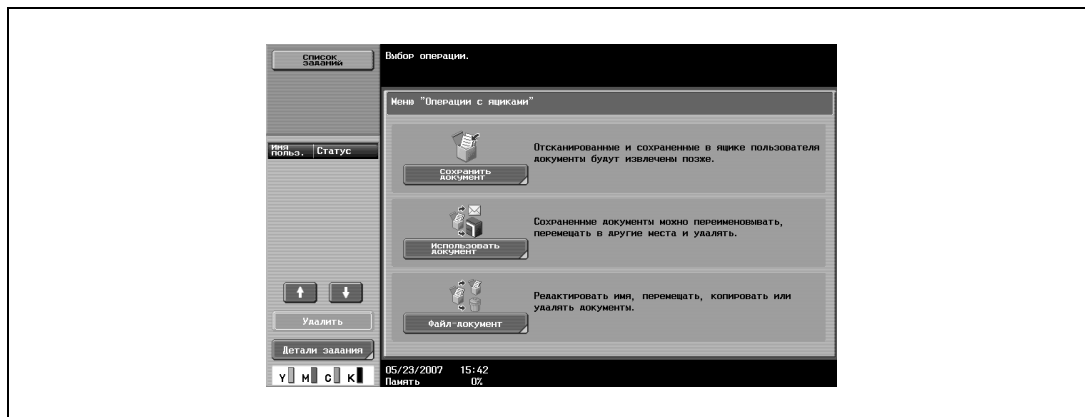 Список
заданий
Имя
польз.
Статус
Удалить
Детали задания
Y M C K
Выбор операции.
Меню "Операции с ящиками"
Сохранить
документ
Отсканированные и сохраненные в ящике пользователя
документы будут извлечены позже.
Использовать
документ
Сохраненные документы можно переименовывать,
перемещать в другие места и удалять.
Файл-документ
Редактировать имя, перемещать, копировать или
удалять документы.
05/23/2007 15:42
Память 0%